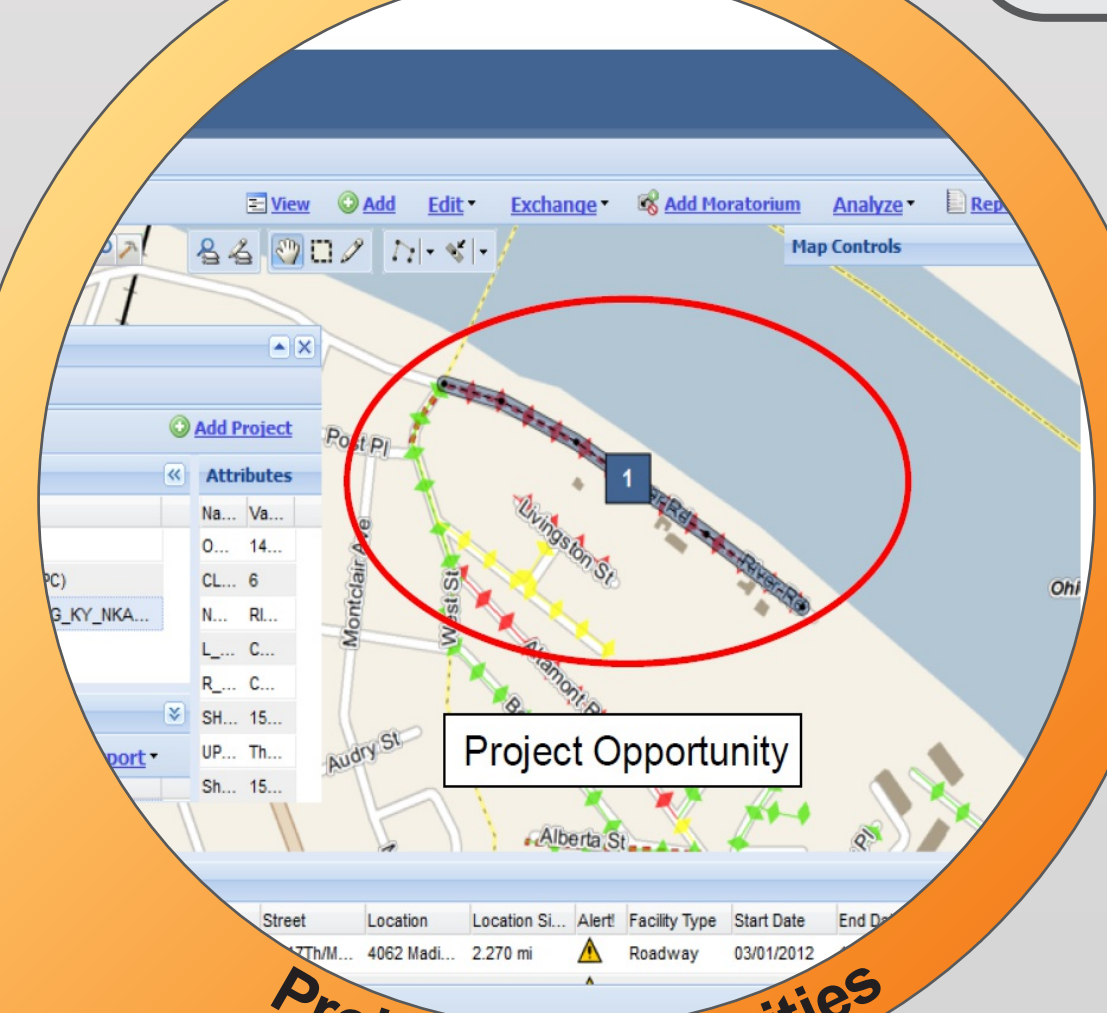 View Add Edit Exchange Add Moratorium Analyze
Map Controls
Add Project
Attributes
Na... Va...
O... 14...
CL... 6
N... RI...
L_... C...
R_... C...
SH... 15...
UP... Th...
Sh... 15...
PC)
G_KY_NKA...
Post Pl
Montclair Ave
West St
Livingston St
1
River Rd
Altamont
Audry St
Alberta St
Pl
Project Opportunity
Street Location Location Si... Alert! Facility Type Start Date
17Th/M... 4062 Madi... 2.270 mi Roadway 03/01/2012